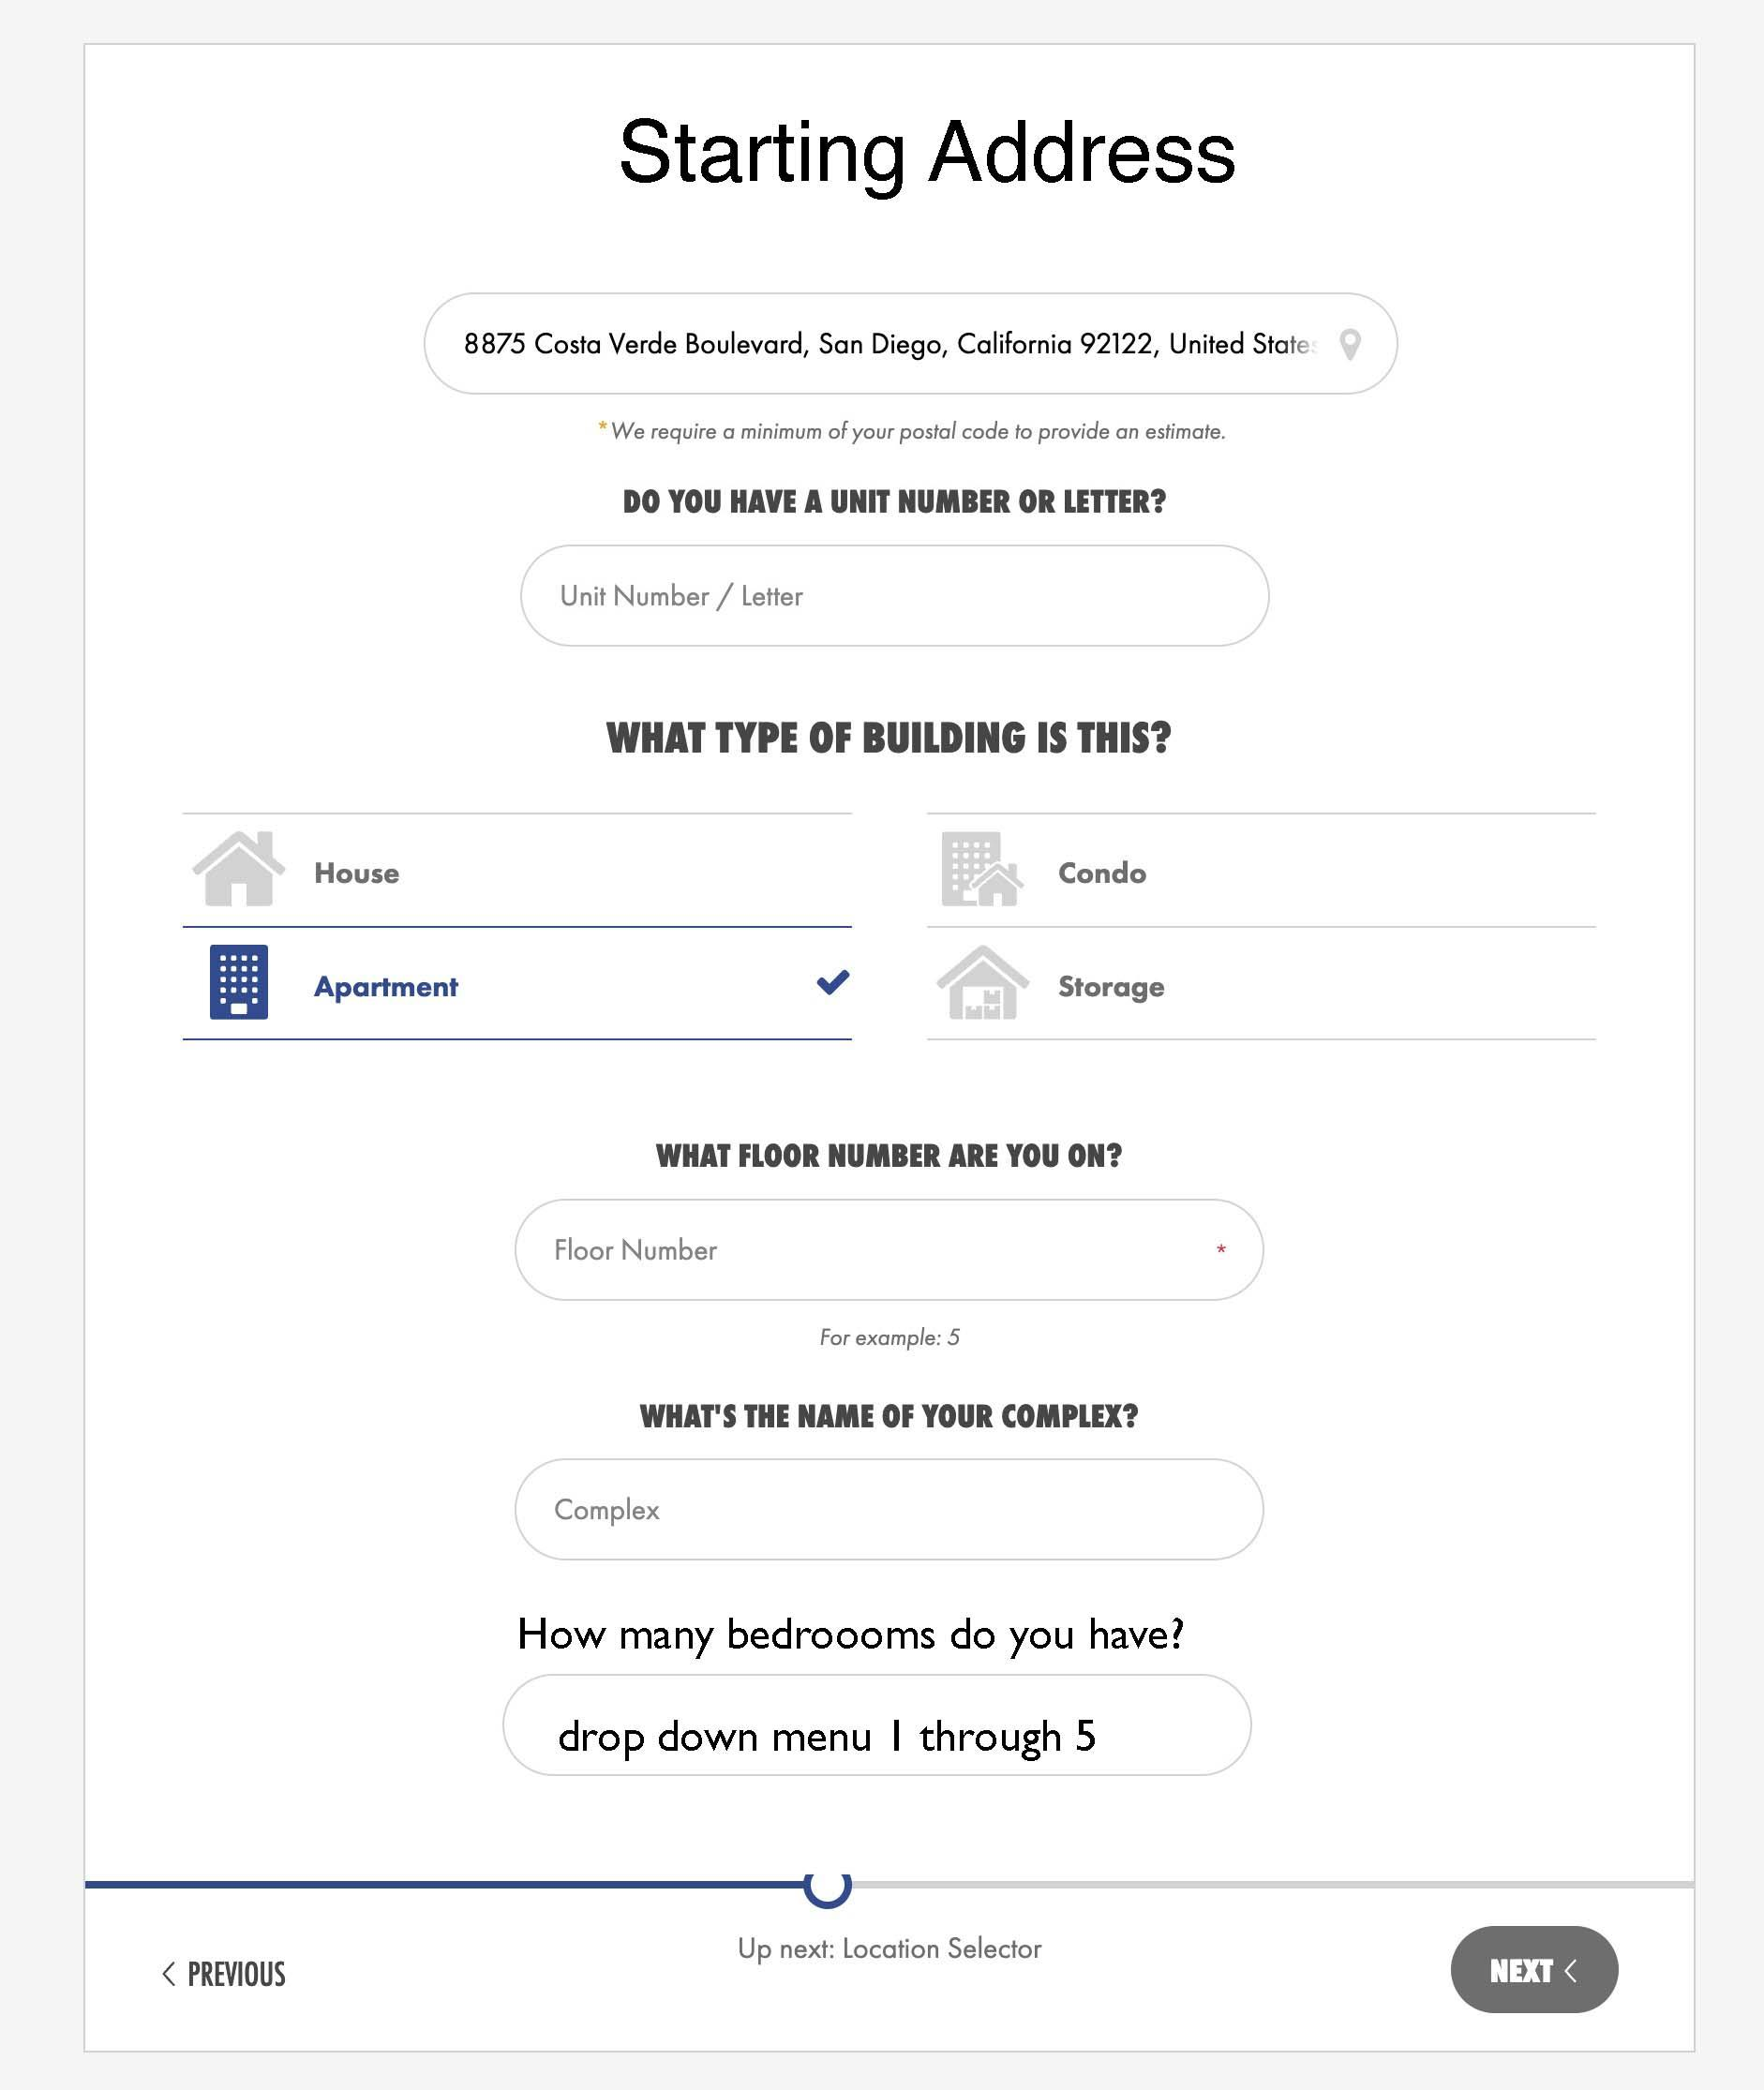 Starting Address
8875 Costa Verde Boulevard, San Diego, California 92122, United States
*We require a minimum of your postal code to provide an estimate.
DO YOU HAVE A UNIT NUMBER OR LETTER?
Unit Number / Letter
WHAT TYPE OF BUILDING IS THIS?
House
Condo
Apartment
Storage
WHAT FLOOR NUMBER ARE YOU ON?
Floor Number *
For example: 5
WHAT'S THE NAME OF YOUR COMPLEX?
Complex
How many bedroooms do you have?
drop down menu 1 through 5
Up next: Location Selector
< PREVIOUS
NEXT <